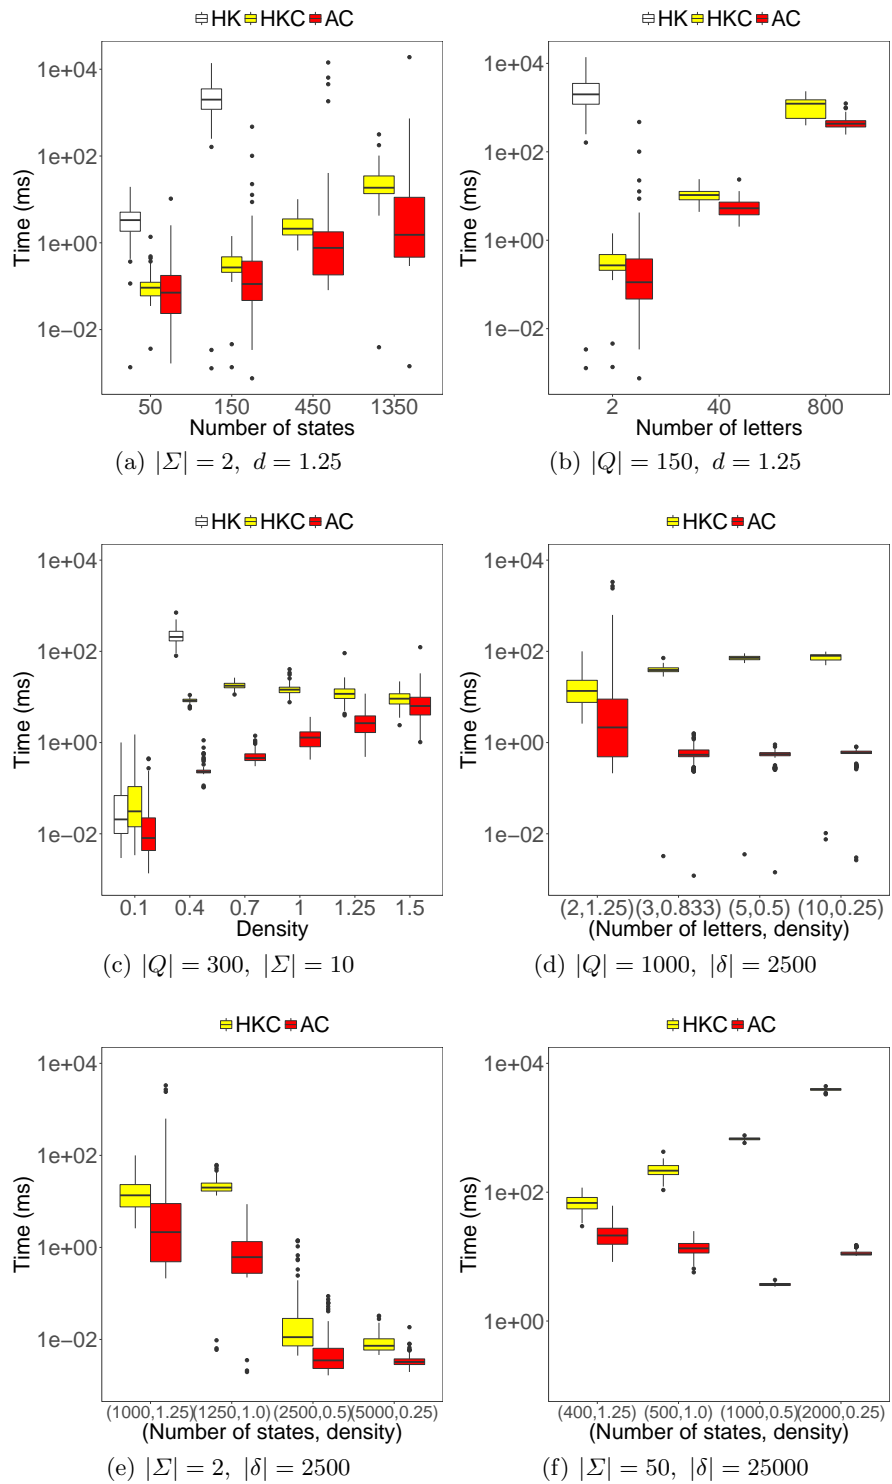 HK HKC AC
Time (ms)
1e+04
1e+02
1e+00
1e−02
50 150 450 1350
Number of states
(a) |Σ| = 2, d = 1.25
HK HKC AC
Time (ms)
1e+04
1e+02
1e+00
1e−02
2 40 800
Number of letters
(b) |Q| = 150, d = 1.25
HK HKC AC
Time (ms)
1e+04
1e+02
1e+00
1e−02
0.1 0.4 0.7 1 1.25 1.5
Density
(c) |Q| = 300, |Σ| = 10
HKC AC
Time (ms)
1e+04
1e+02
1e+00
1e−02
(2,1.25) (3,0.833) (5,0.5) (10,0.25)
(Number of letters, density)
(d) |Q| = 1000, |δ| = 2500
HKC AC
Time (ms)
1e+04
1e+02
1e+00
1e−02
(1000,1.25) (1250,1.0) (2500,0.5) (5000,0.25)
(Number of states, density)
(e) |Σ| = 2, |δ| = 2500
HKC AC
Time (ms)
1e+04
1e+02
1e+00
(400,1.25) (500,1.0) (1000,0.5) (2000,0.25)
(Number of states, density)
(f) |Σ| = 50, |δ| = 25000